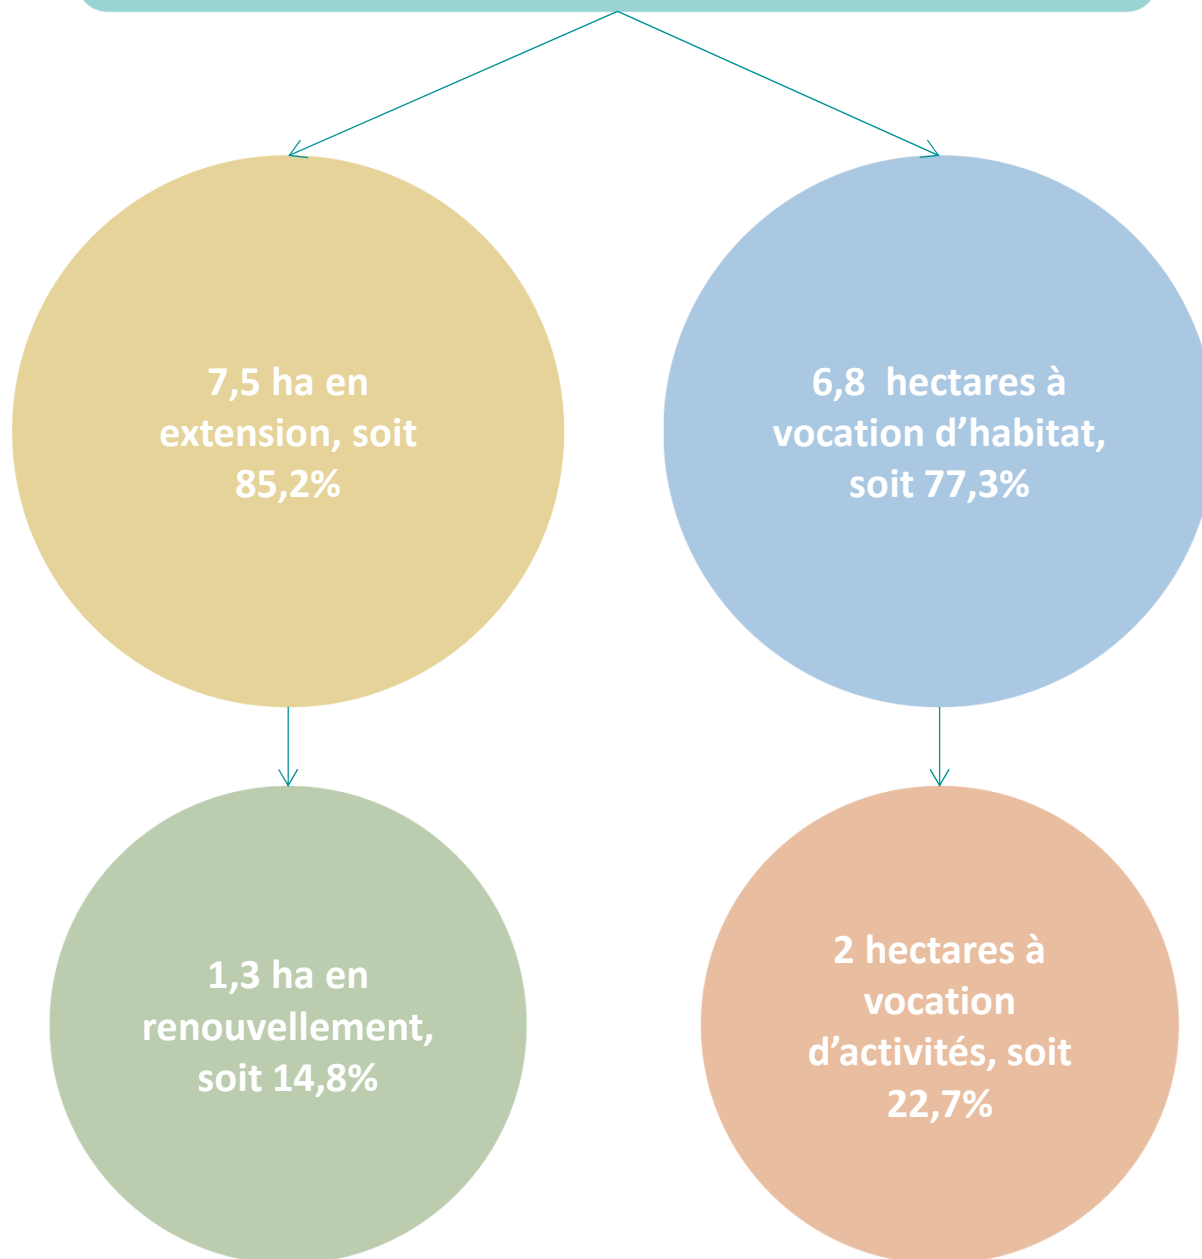 7,5 ha en
extension, soit
85,2%
6,8 hectares à
vocation d’habitat,
soit 77,3%
1,3 ha en
renouvellement,
soit 14,8%
2 hectares à
vocation
d’activités, soit
22,7%